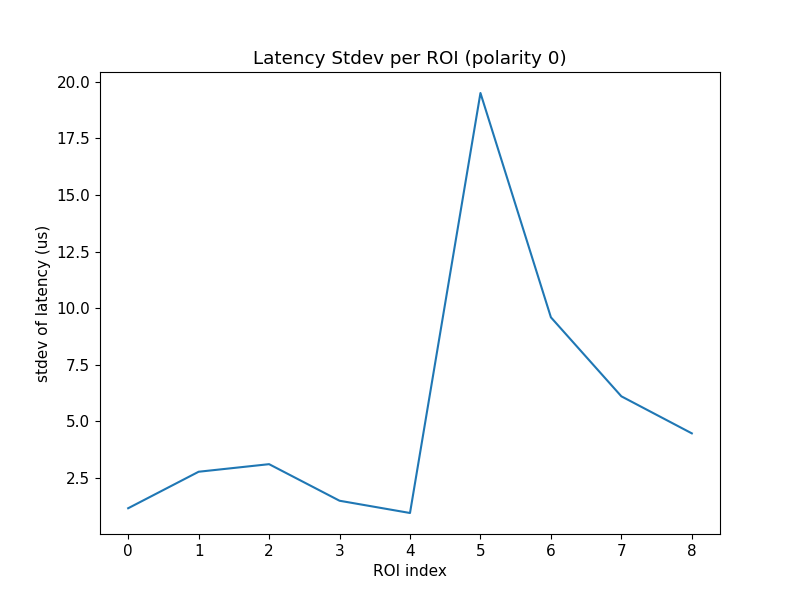 Latency Stdev per ROI (polarity 0)
20.0
17.5
15.0
12.5
10.0
7.5
5.0
2.5
stdev of latency (us)
0 1 2 3 4 5 6 7 8
ROI index